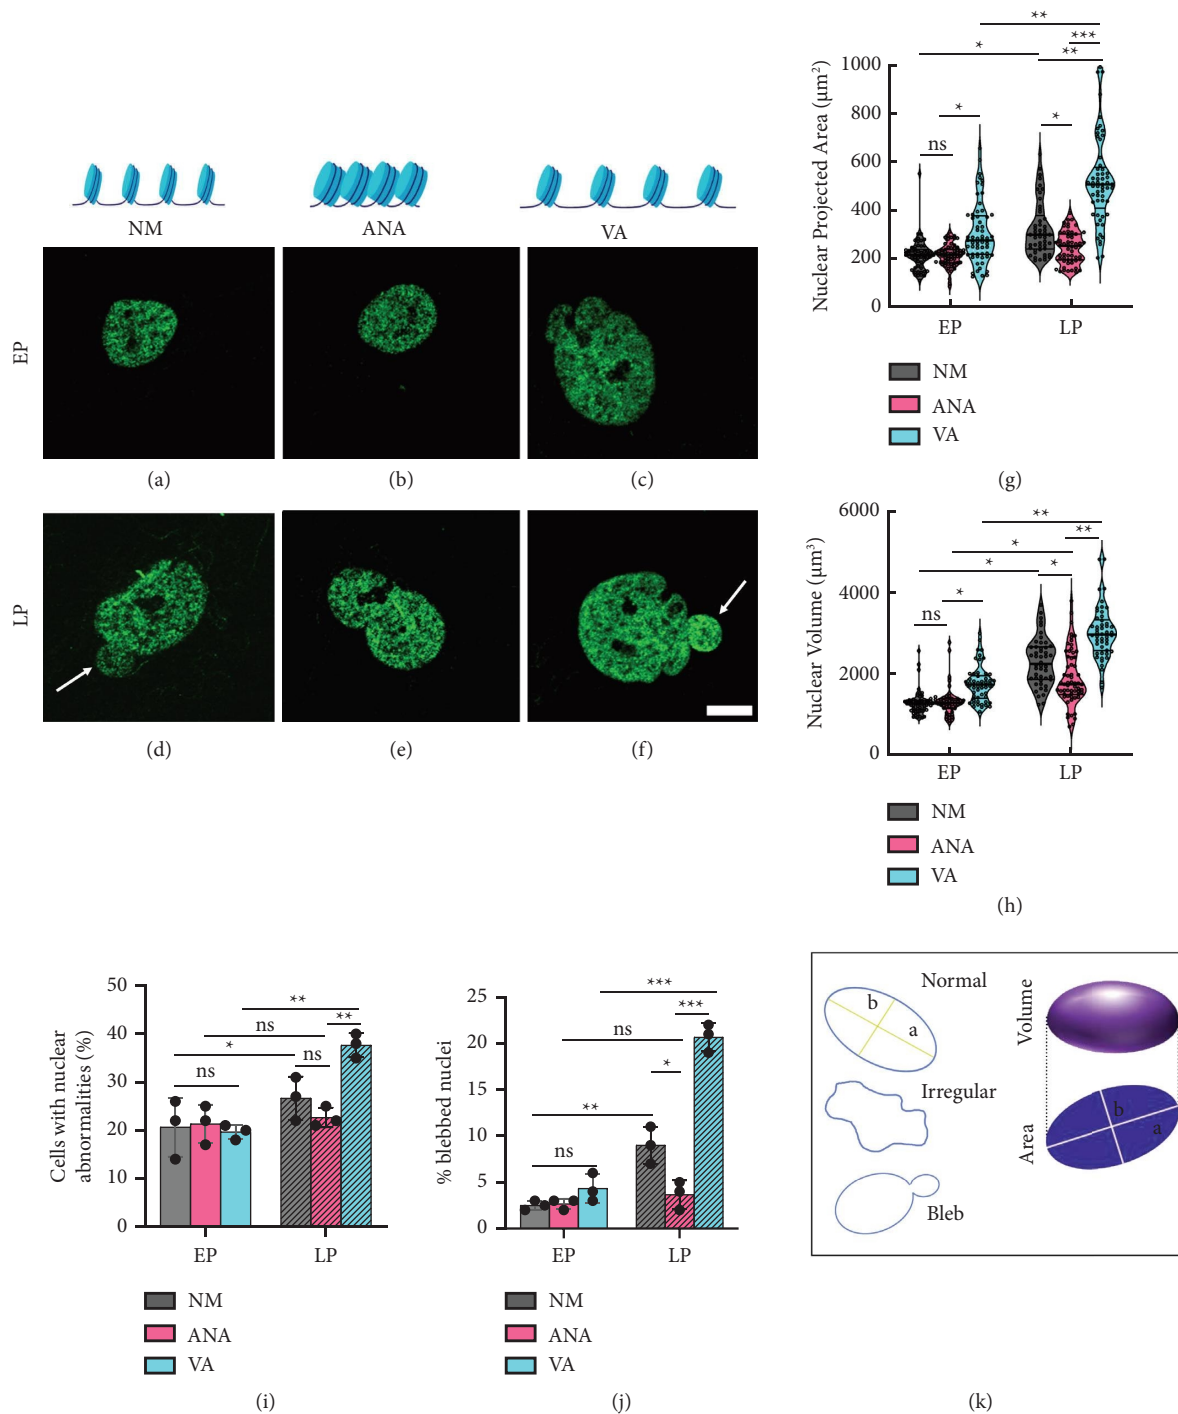 NM ANA VA
EP
(a) (b) (c)
LP
(d) (e) (f)
Nuclear Projected Area (μm²)
1000
800
600
400
200
0
**
***
* **
*
*
ns
EP LP
NM
ANA
VA
(g)
Nuclear Volume (μm³)
6000
4000
2000
0
**
* **
* *
ns *
EP LP
NM
ANA
VA
(h)
Cells with nuclear
abnormalities (%)
50
40
30
20
10
0
**
ns **
* ns
ns
EP LP
NM
ANA
VA
(i)
% blebbed nuclei
25
20
15
10
5
0
***
ns ***
** *
ns
EP LP
NM
ANA
VA
(j)
Normal
b
a
Irregular
Bleb
Volume
Area
b
a
(k)